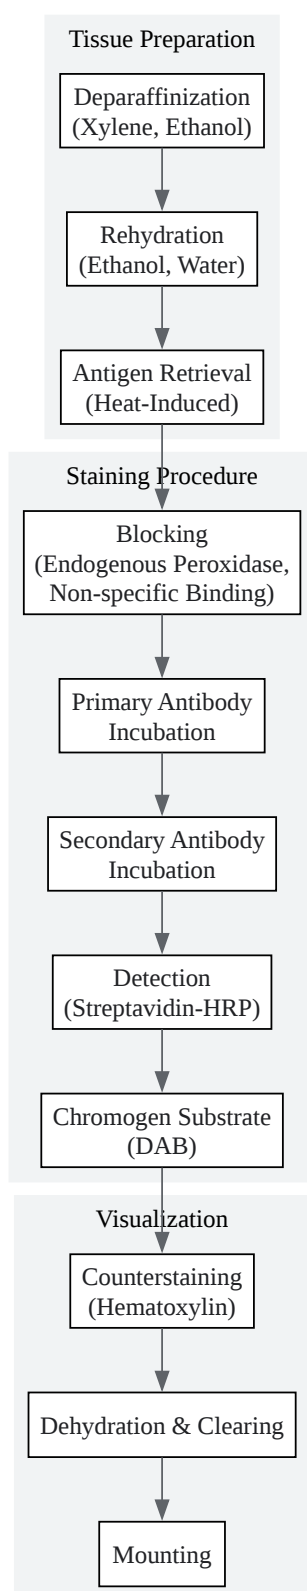 Tissue Preparation
Deparaffinization
(Xylene, Ethanol)
Rehydration
(Ethanol, Water)
Antigen Retrieval
(Heat-Induced)
Staining Procedure
Blocking
(Endogenous Peroxidase,
Non-specific Binding)
Primary Antibody
Incubation
Secondary Antibody
Incubation
Detection
(Streptavidin-HRP)
Chromogen Substrate
(DAB)
Visualization
Counterstaining
(Hematoxylin)
Dehydration & Clearing
Mounting